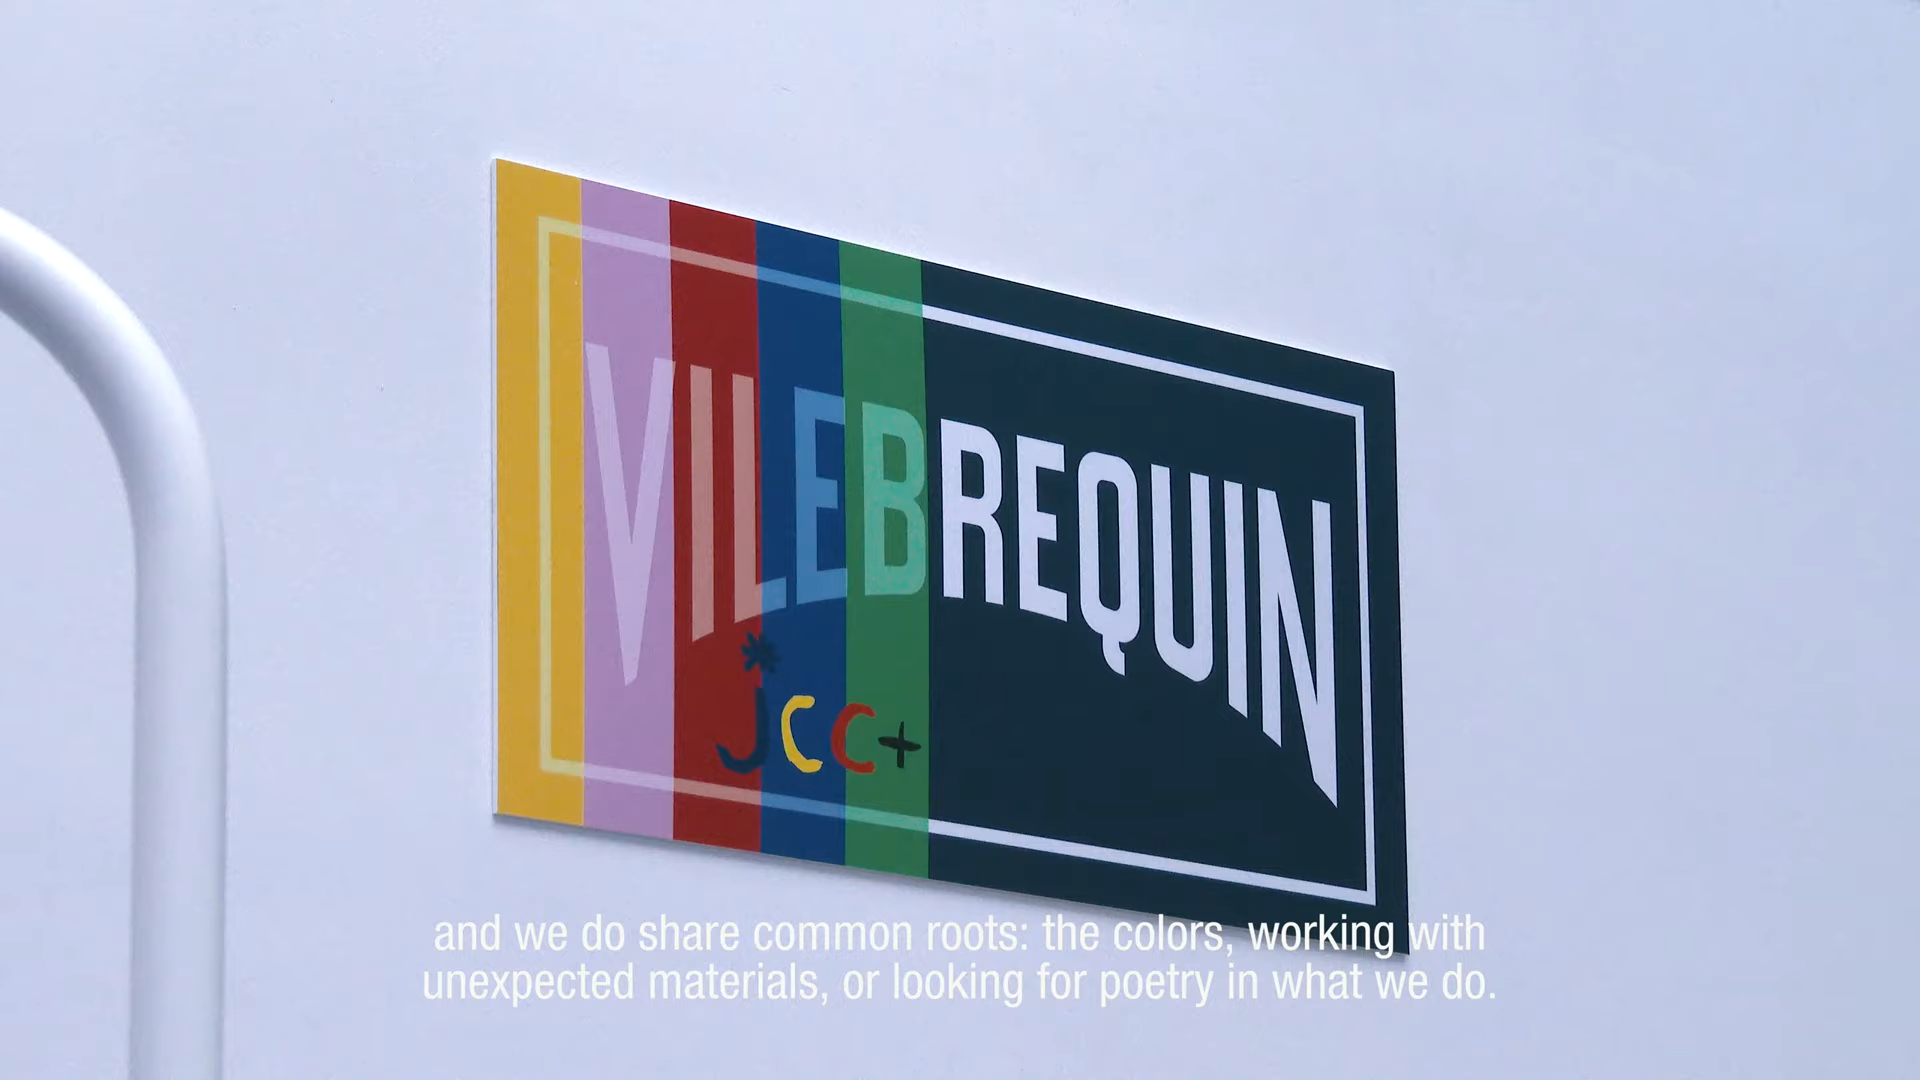 VILEBREQUIN
JCC+
and we do share common roots: the colors, working with
unexpected materials, or looking for poetry in what we do.